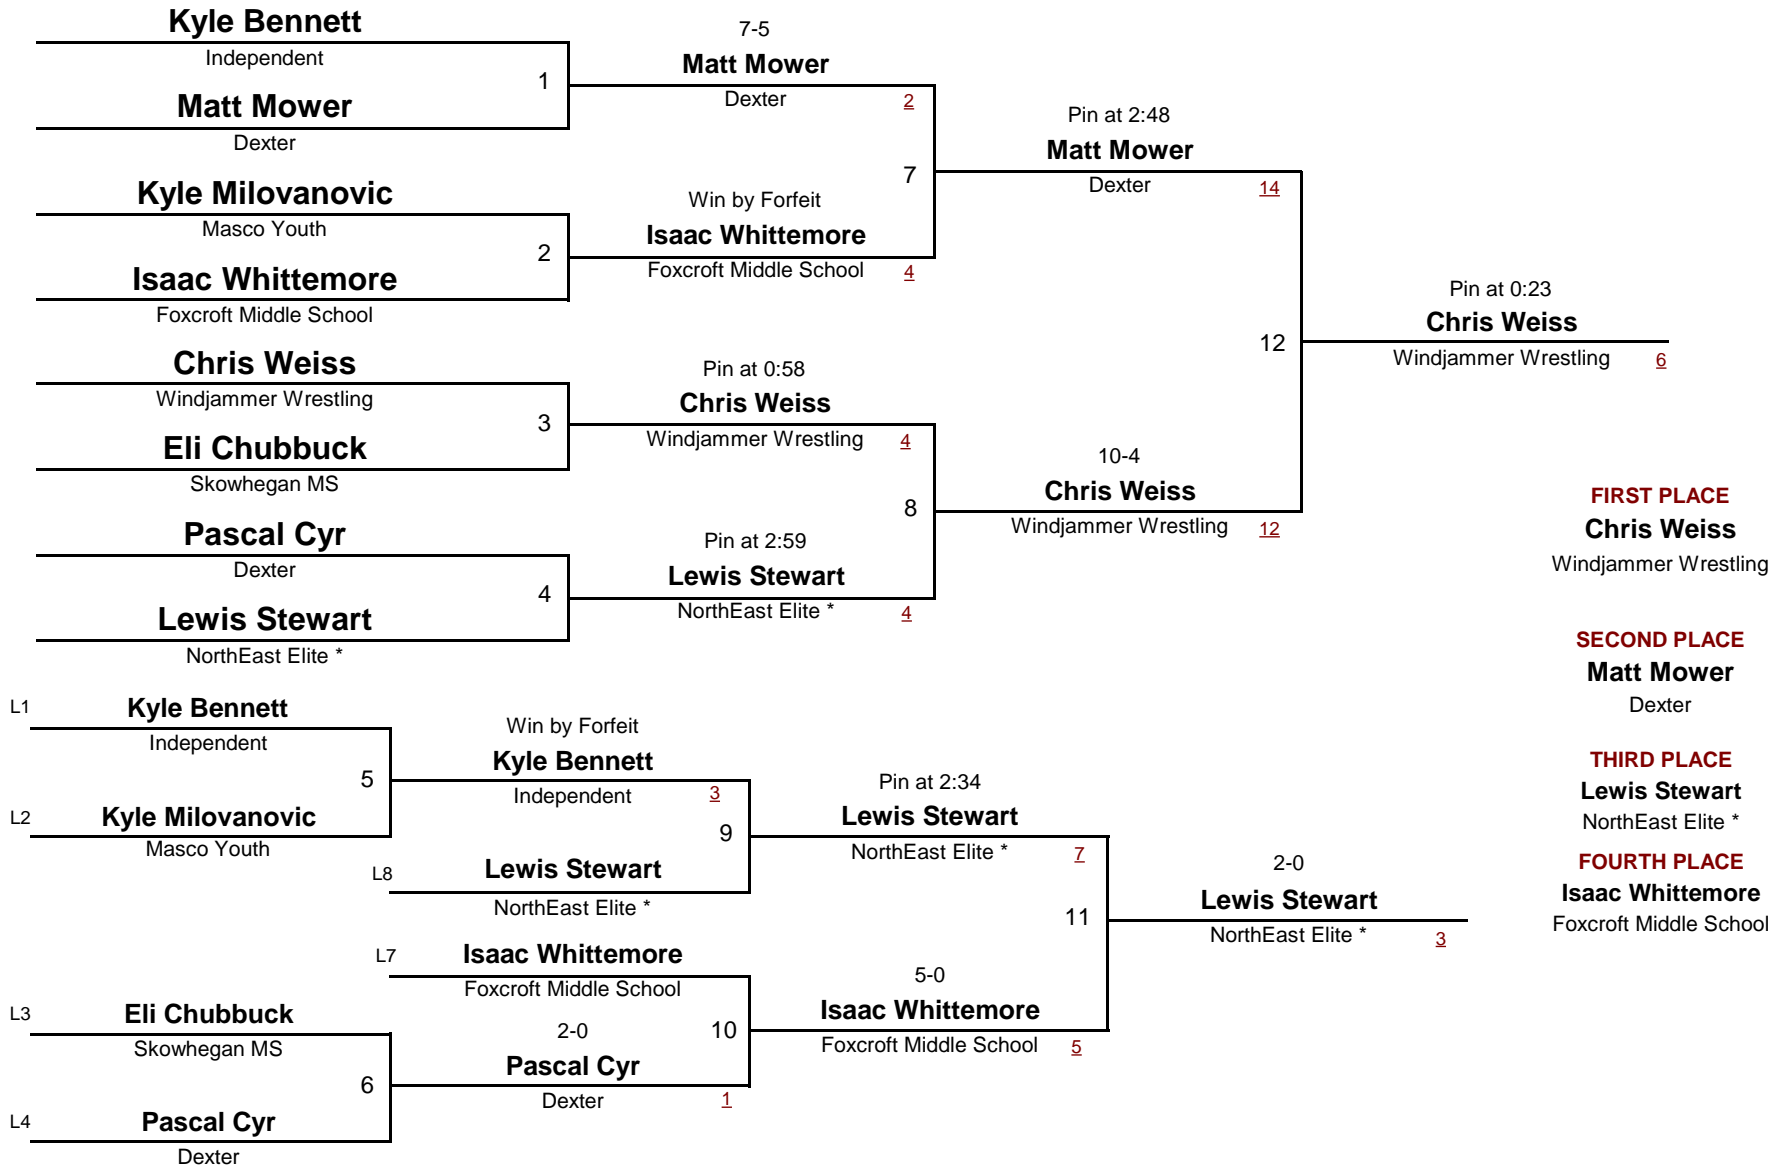 Kyle Bennett
Independent
1
Matt Mower
Dexter
7-5
Matt Mower
Dexter
2
Kyle Milovanovic
Masco Youth
2
Isaac Whittemore
Foxcroft Middle School
Win by Forfeit
Isaac Whittemore
Foxcroft Middle School
4
7
Pin at 2:48
Matt Mower
Dexter
14
Chris Weiss
Windjammer Wrestling
3
Eli Chubbuck
Skowhegan MS
Pin at 0:58
Chris Weiss
Windjammer Wrestling
4
Pascal Cyr
Dexter
4
Lewis Stewart
NorthEast Elite *
Pin at 2:59
Lewis Stewart
NorthEast Elite *
4
8
10-4
Chris Weiss
Windjammer Wrestling
12
12
Pin at 0:23
Chris Weiss
Windjammer Wrestling
6
FIRST PLACE
Chris Weiss
Windjammer Wrestling
SECOND PLACE
Matt Mower
Dexter
THIRD PLACE
Lewis Stewart
NorthEast Elite *
FOURTH PLACE
Isaac Whittemore
Foxcroft Middle School
L1
Kyle Bennett
Independent
5
L2
Kyle Milovanovic
Masco Youth
Win by Forfeit
Kyle Bennett
Independent
3
9
L8
Lewis Stewart
NorthEast Elite *
Pin at 2:34
Lewis Stewart
NorthEast Elite *
7
L7
Isaac Whittemore
Foxcroft Middle School
10
L3
Eli Chubbuck
Skowhegan MS
6
L4
Pascal Cyr
Dexter
2-0
Pascal Cyr
Dexter
1
5-0
Isaac Whittemore
Foxcroft Middle School
5
11
2-0
Lewis Stewart
NorthEast Elite *
3